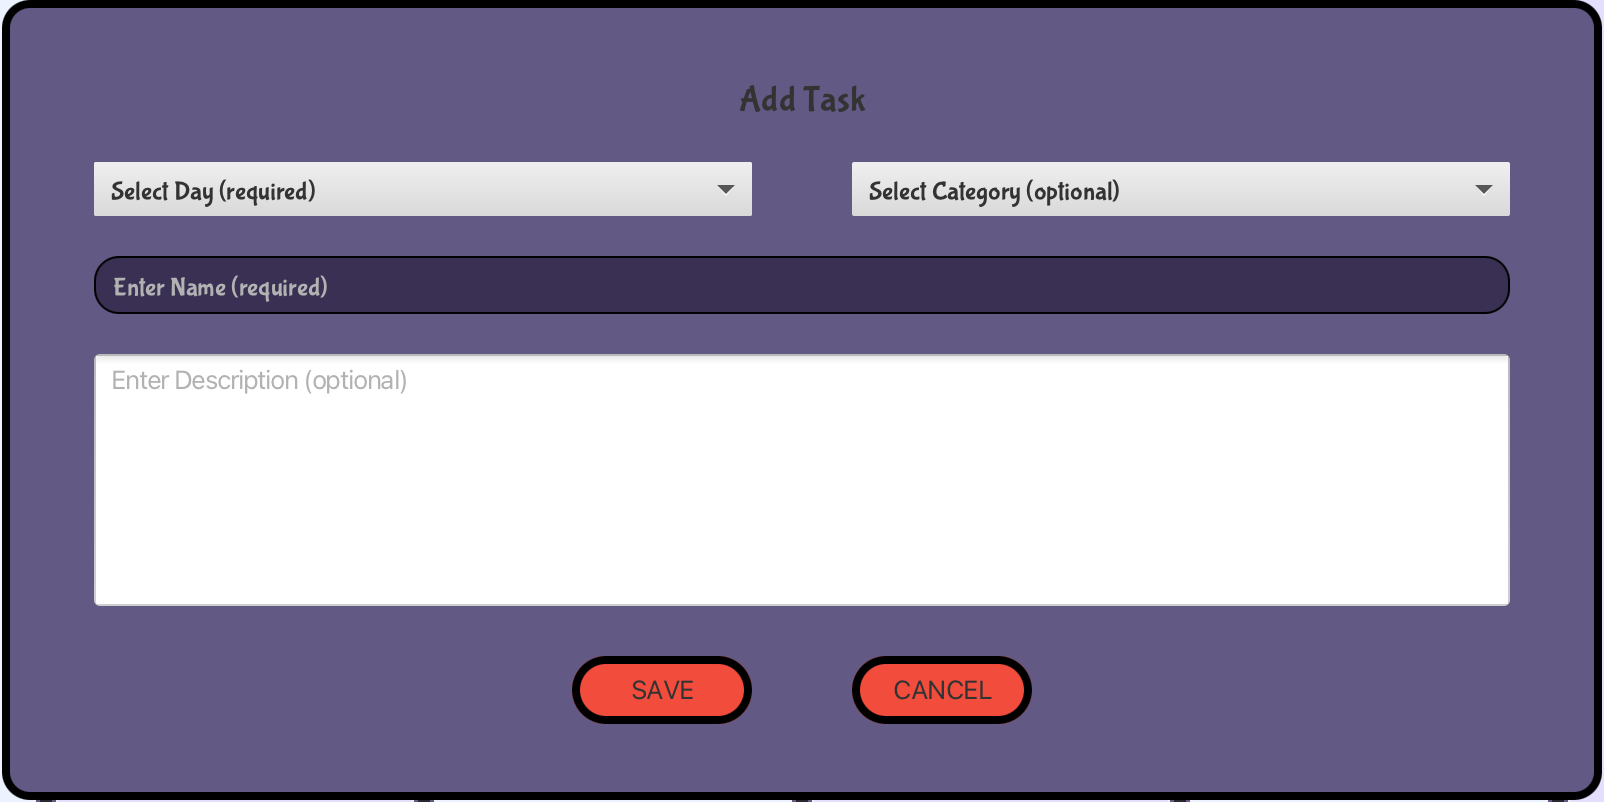 Add Task
Select Day (required)
Select Category (optional)
Enter Name (required)
Enter Description (optional)
SAVE
CANCEL